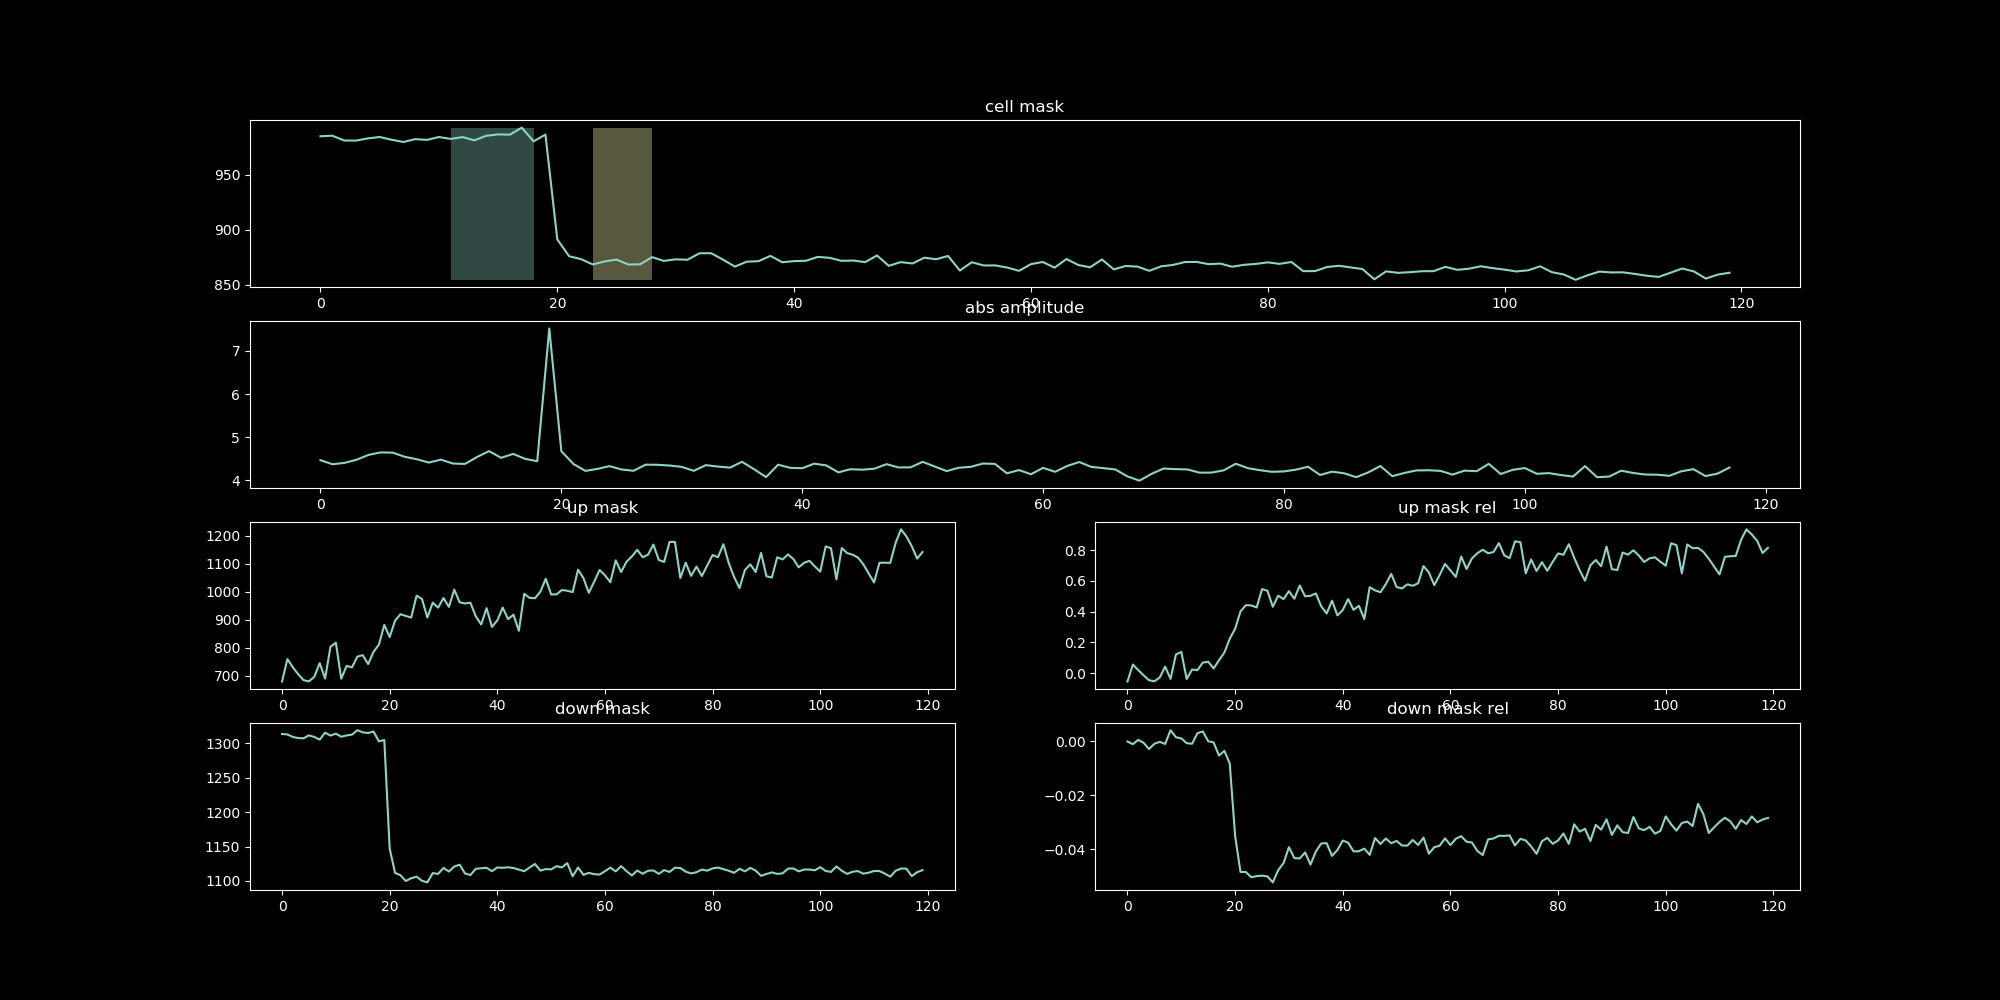 cell mask
950
900
850
0 20 40 60 80 100 120
abs amplitude
7
6
5
4
0 20 40 60 80 100 120
up mask
1200
1100
1000
900
800
700
0 20 40 60 80 100 120
up mask rel
0.8
0.6
0.4
0.2
0.0
0 20 40 60 80 100 120
down mask
1300
1250
1200
1150
1100
0 20 40 60 80 100 120
down mask rel
0.00
−0.02
−0.04
0 20 40 60 80 100 120